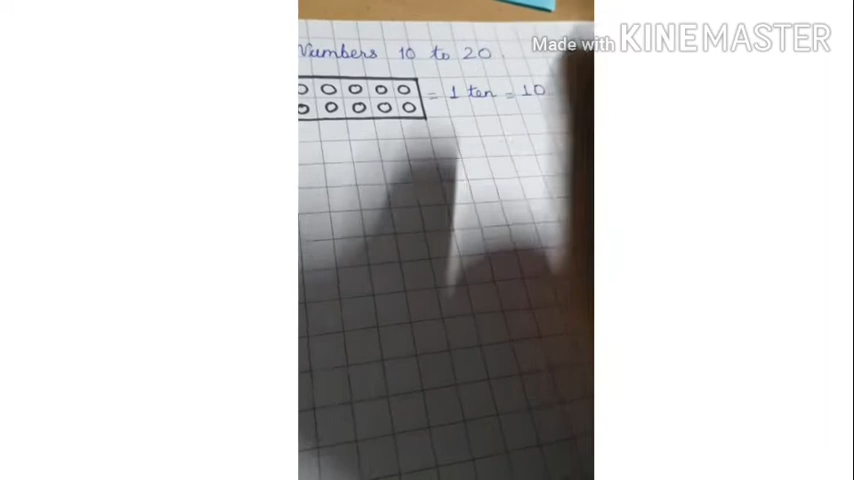 Numbers 10 to 20.
= 1 ten = 10
Made with KINEMASTER